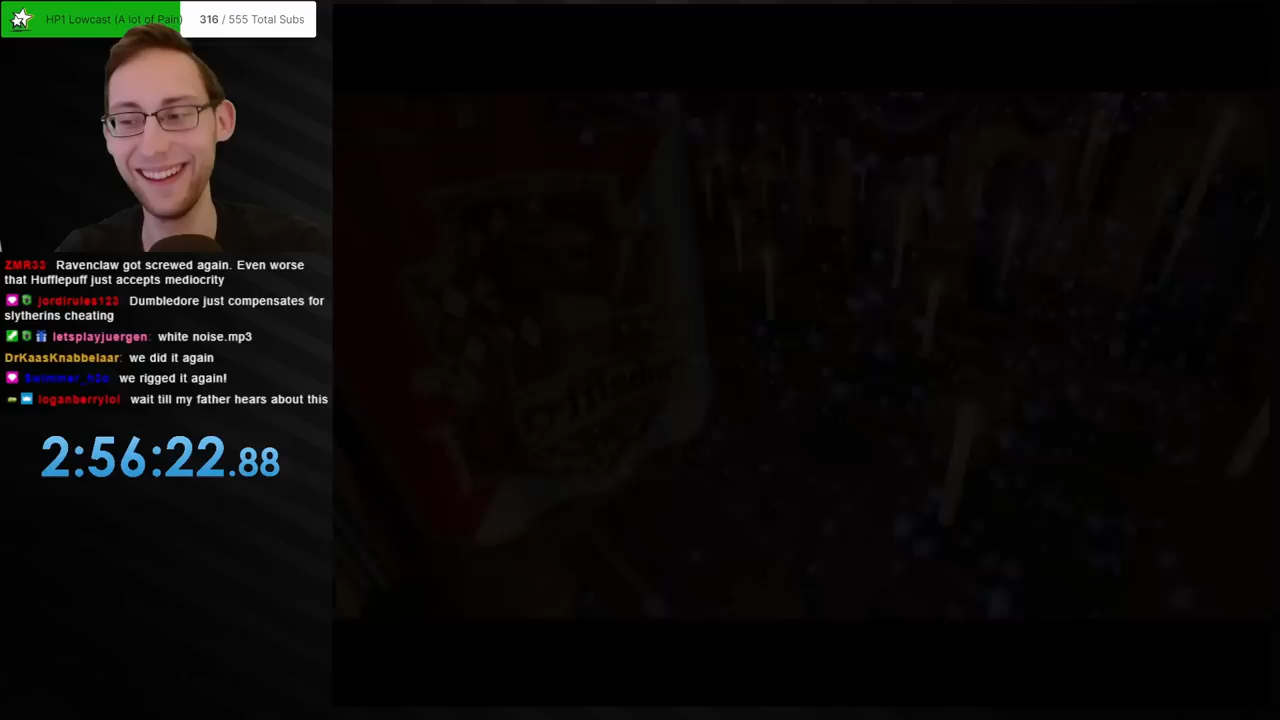 HP1 Lowcast (A lot of Pain)
316 / 555 Total Subs
ZMR33 Ravenclaw got screwed again. Even worse
that Hufflepuff just accepts mediocrity
jordirules123 Dumbledore just compensates for
slytherins cheating
letsplayjuergen: white noise.mp3
DrKaasKnabbelaar: we did it again
Swimmer_h2o we rigged it again!
loganberrylol wait till my father hears about this
2:56:22.88
Gryffindor